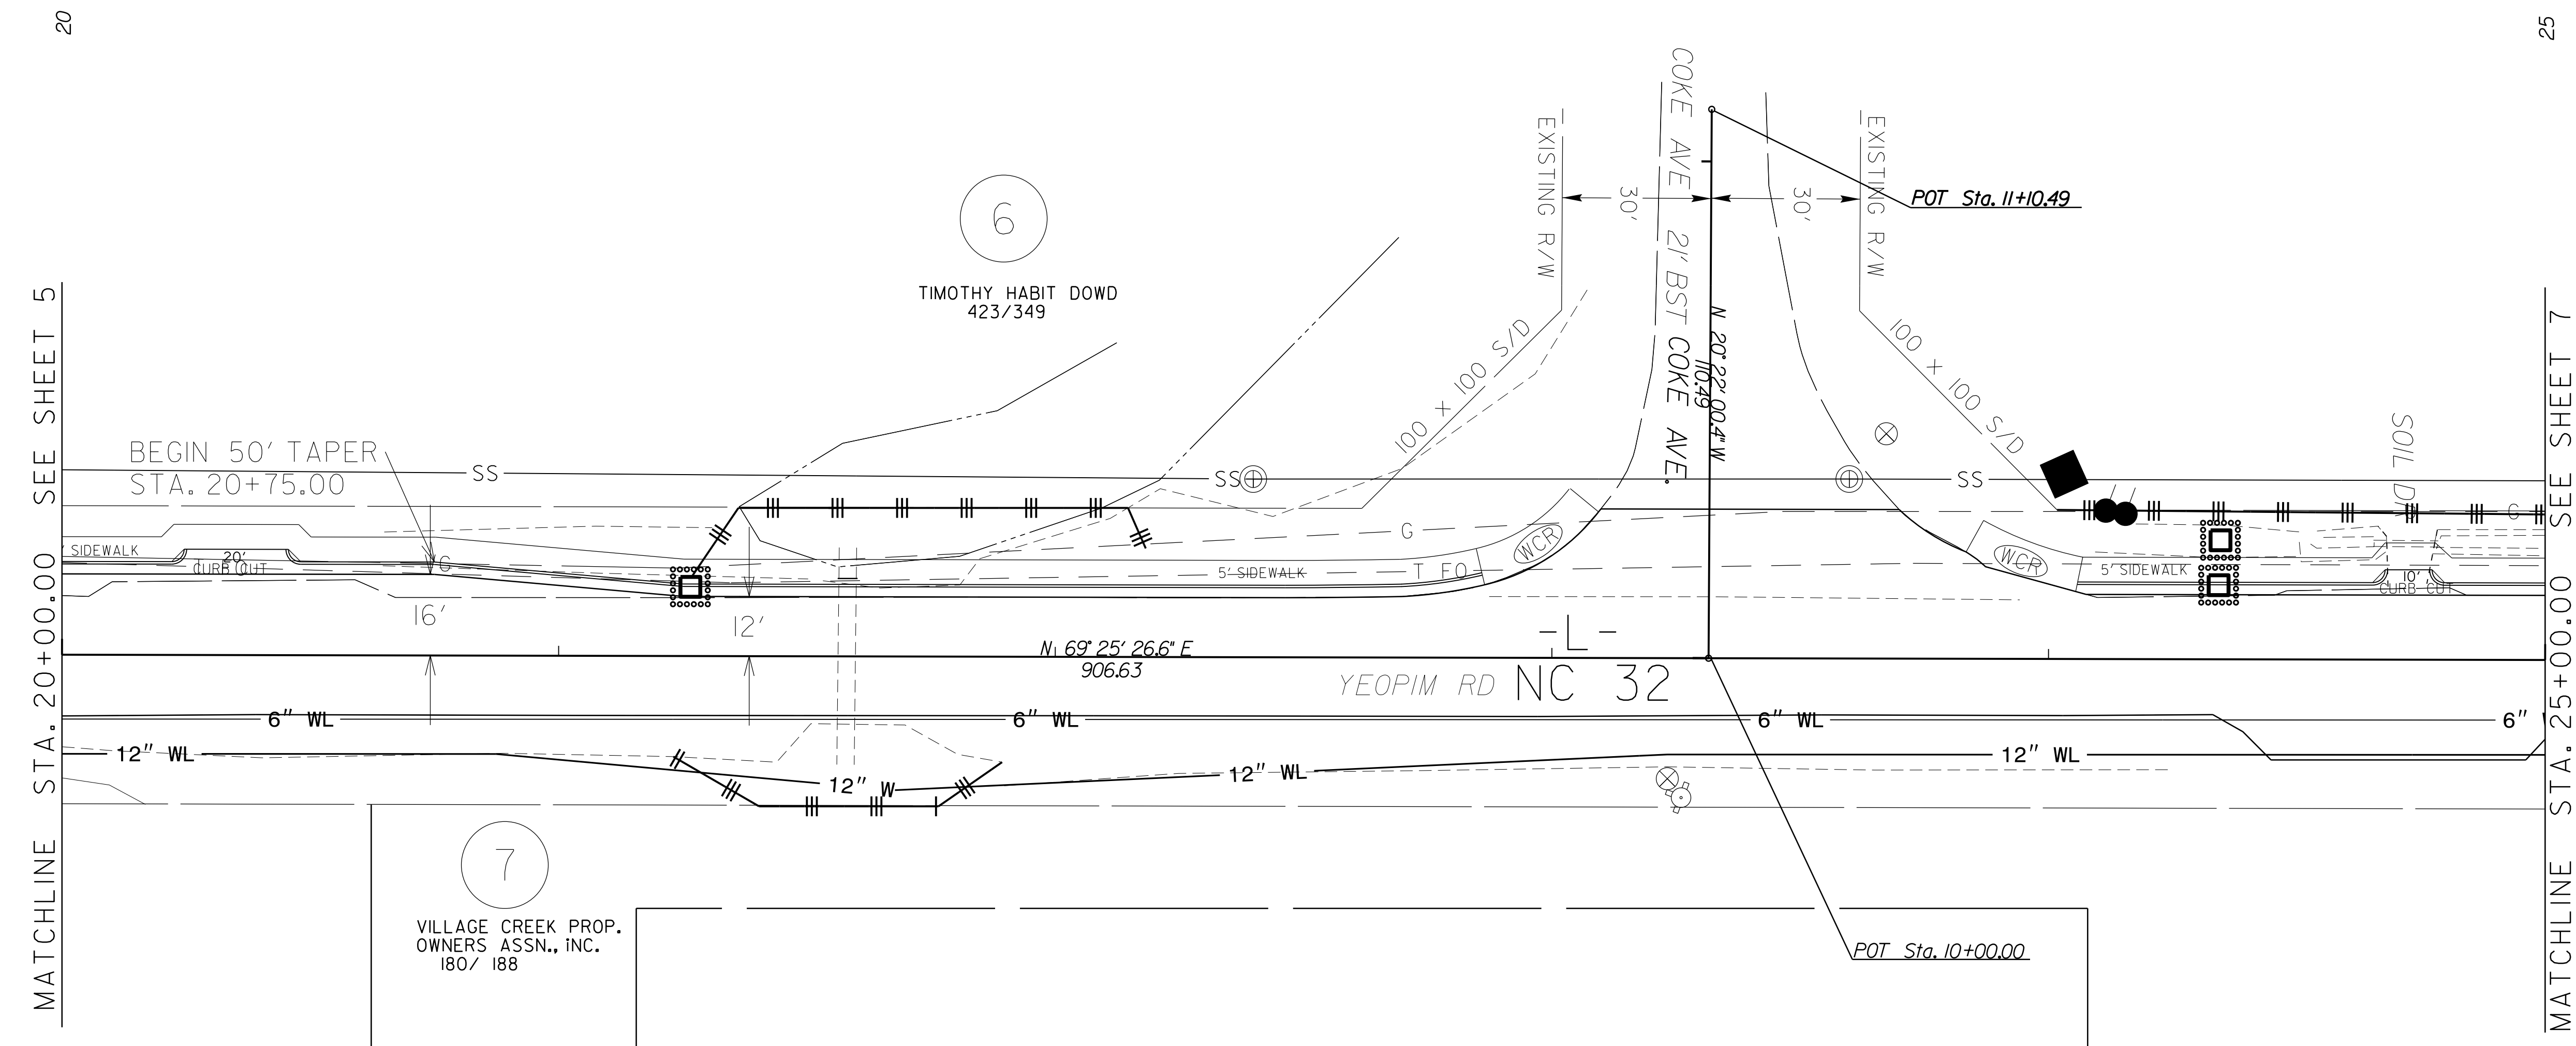 20
25
MATCHLINE STA. 20+00.00 SEE SHEET 5
MATCHLINE STA. 25+00.00 SEE SHEET 7
6
TIMOTHY HABIT DOWD
423/349
BEGIN 50' TAPER
STA. 20+75.00
EXISTING R/W
30'
COKE AVE 21' BST
COKE AVE.
N 20° 22' 00.4" W
110.49
30'
EXISTING R/W
POT Sta. 11+10.49
100 x 100 S/D
100 x 100 S/D
SOIL
SS
SS
SS
G
G
G
' SIDEWALK
20'
CURB CUT
16'
12'
5' SIDEWALK
T FO
WCR
WCR
5' SIDEWALK
10'
CURB CUT
N 69° 25' 26.6" E
906.63
-L-
YEOPIM RD NC 32
6" WL
6" WL
6" WL
6"
12" WL
12" W
12" WL
12" WL
7
VILLAGE CREEK PROP.
OWNERS ASSN., iNC.
180/ 188
POT Sta. 10+00.00